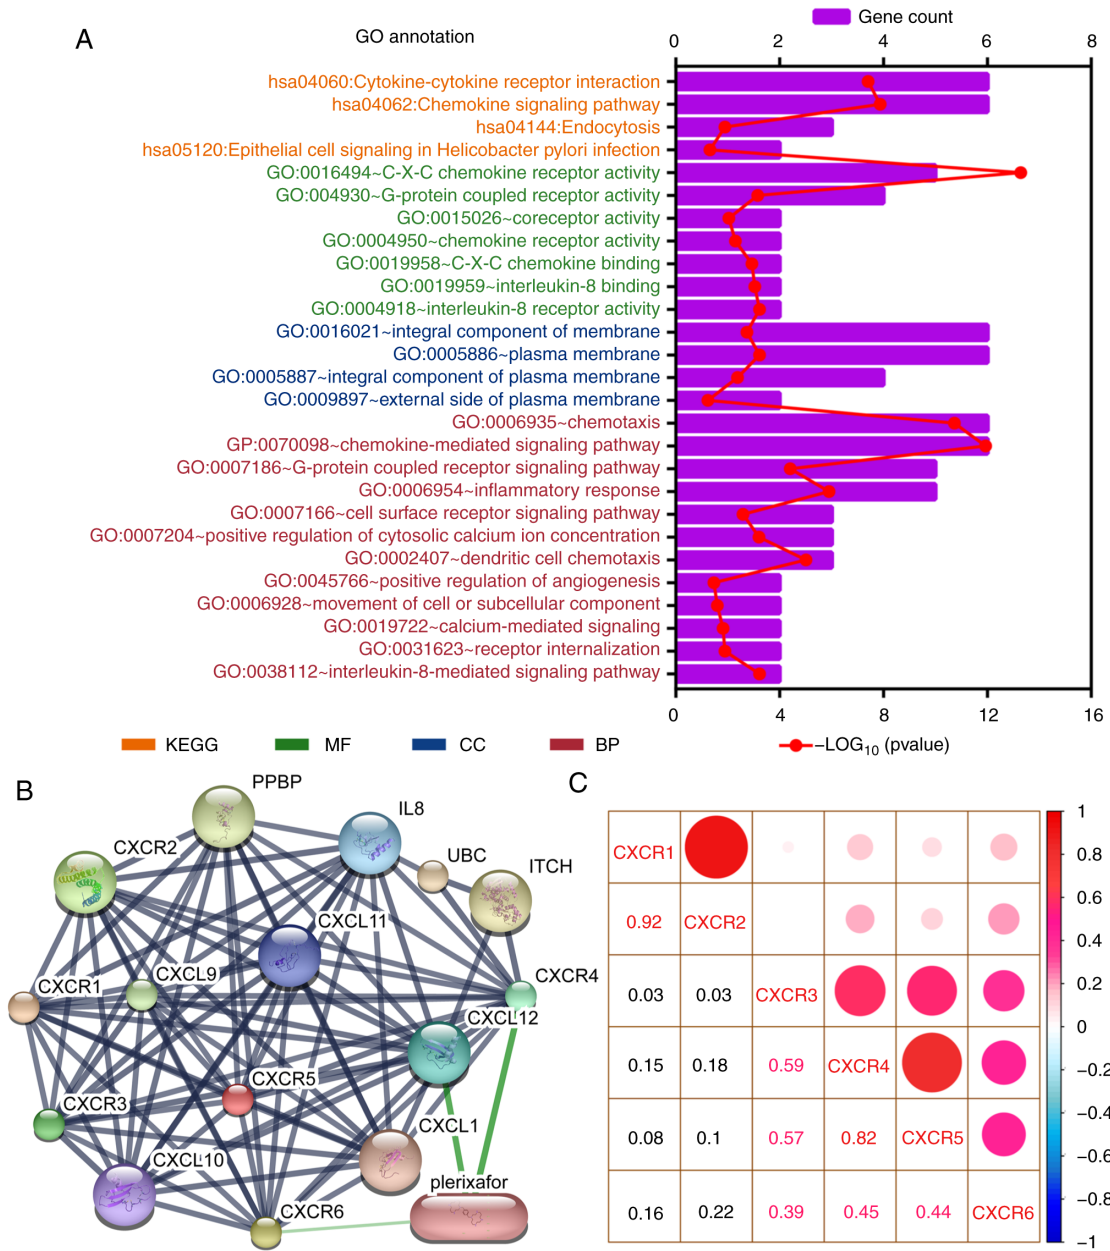 A
GO annotation
Gene count
0 2 4 6 8
hsa04060:Cytokine-cytokine receptor interaction
hsa04062:Chemokine signaling pathway
hsa04144:Endocytosis
hsa05120:Epithelial cell signaling in Helicobacter pylori infection
GO:0016494~C-X-C chemokine receptor activity
GO:004930~G-protein coupled receptor activity
GO:0015026~coreceptor activity
GO:0004950~chemokine receptor activity
GO:0019958~C-X-C chemokine binding
GO:0019959~interleukin-8 binding
GO:0004918~interleukin-8 receptor activity
GO:0016021~integral component of membrane
GO:0005886~plasma membrane
GO:0005887~integral component of plasma membrane
GO:0009897~external side of plasma membrane
GO:0006935~chemotaxis
GP:0070098~chemokine-mediated signaling pathway
GO:0007186~G-protein coupled receptor signaling pathway
GO:0006954~inflammatory response
GO:0007166~cell surface receptor signaling pathway
GO:0007204~positive regulation of cytosolic calcium ion concentration
GO:0002407~dendritic cell chemotaxis
GO:0045766~positive regulation of angiogenesis
GO:0006928~movement of cell or subcellular component
GO:0019722~calcium-mediated signaling
GO:0031623~receptor internalization
GO:0038112~interleukin-8-mediated signaling pathway
0 4 8 12 16
KEGG MF CC BP
–LOG10 (pvalue)
B
PPBP
IL8
CXCR2
UBC
ITCH
CXCL11
CXCL9
CXCR4
CXCR1
CXCL12
CXCR5
CXCR3
CXCL1
CXCL10
plerixafor
CXCR6
C
CXCR1
0.92 CXCR2
0.03 0.03 CXCR3
0.15 0.18 0.59 CXCR4
0.08 0.1 0.57 0.82 CXCR5
0.16 0.22 0.39 0.45 0.44 CXCR6
1
0.8
0.6
0.4
0.2
0
−0.2
−0.4
−0.6
−0.8
−1